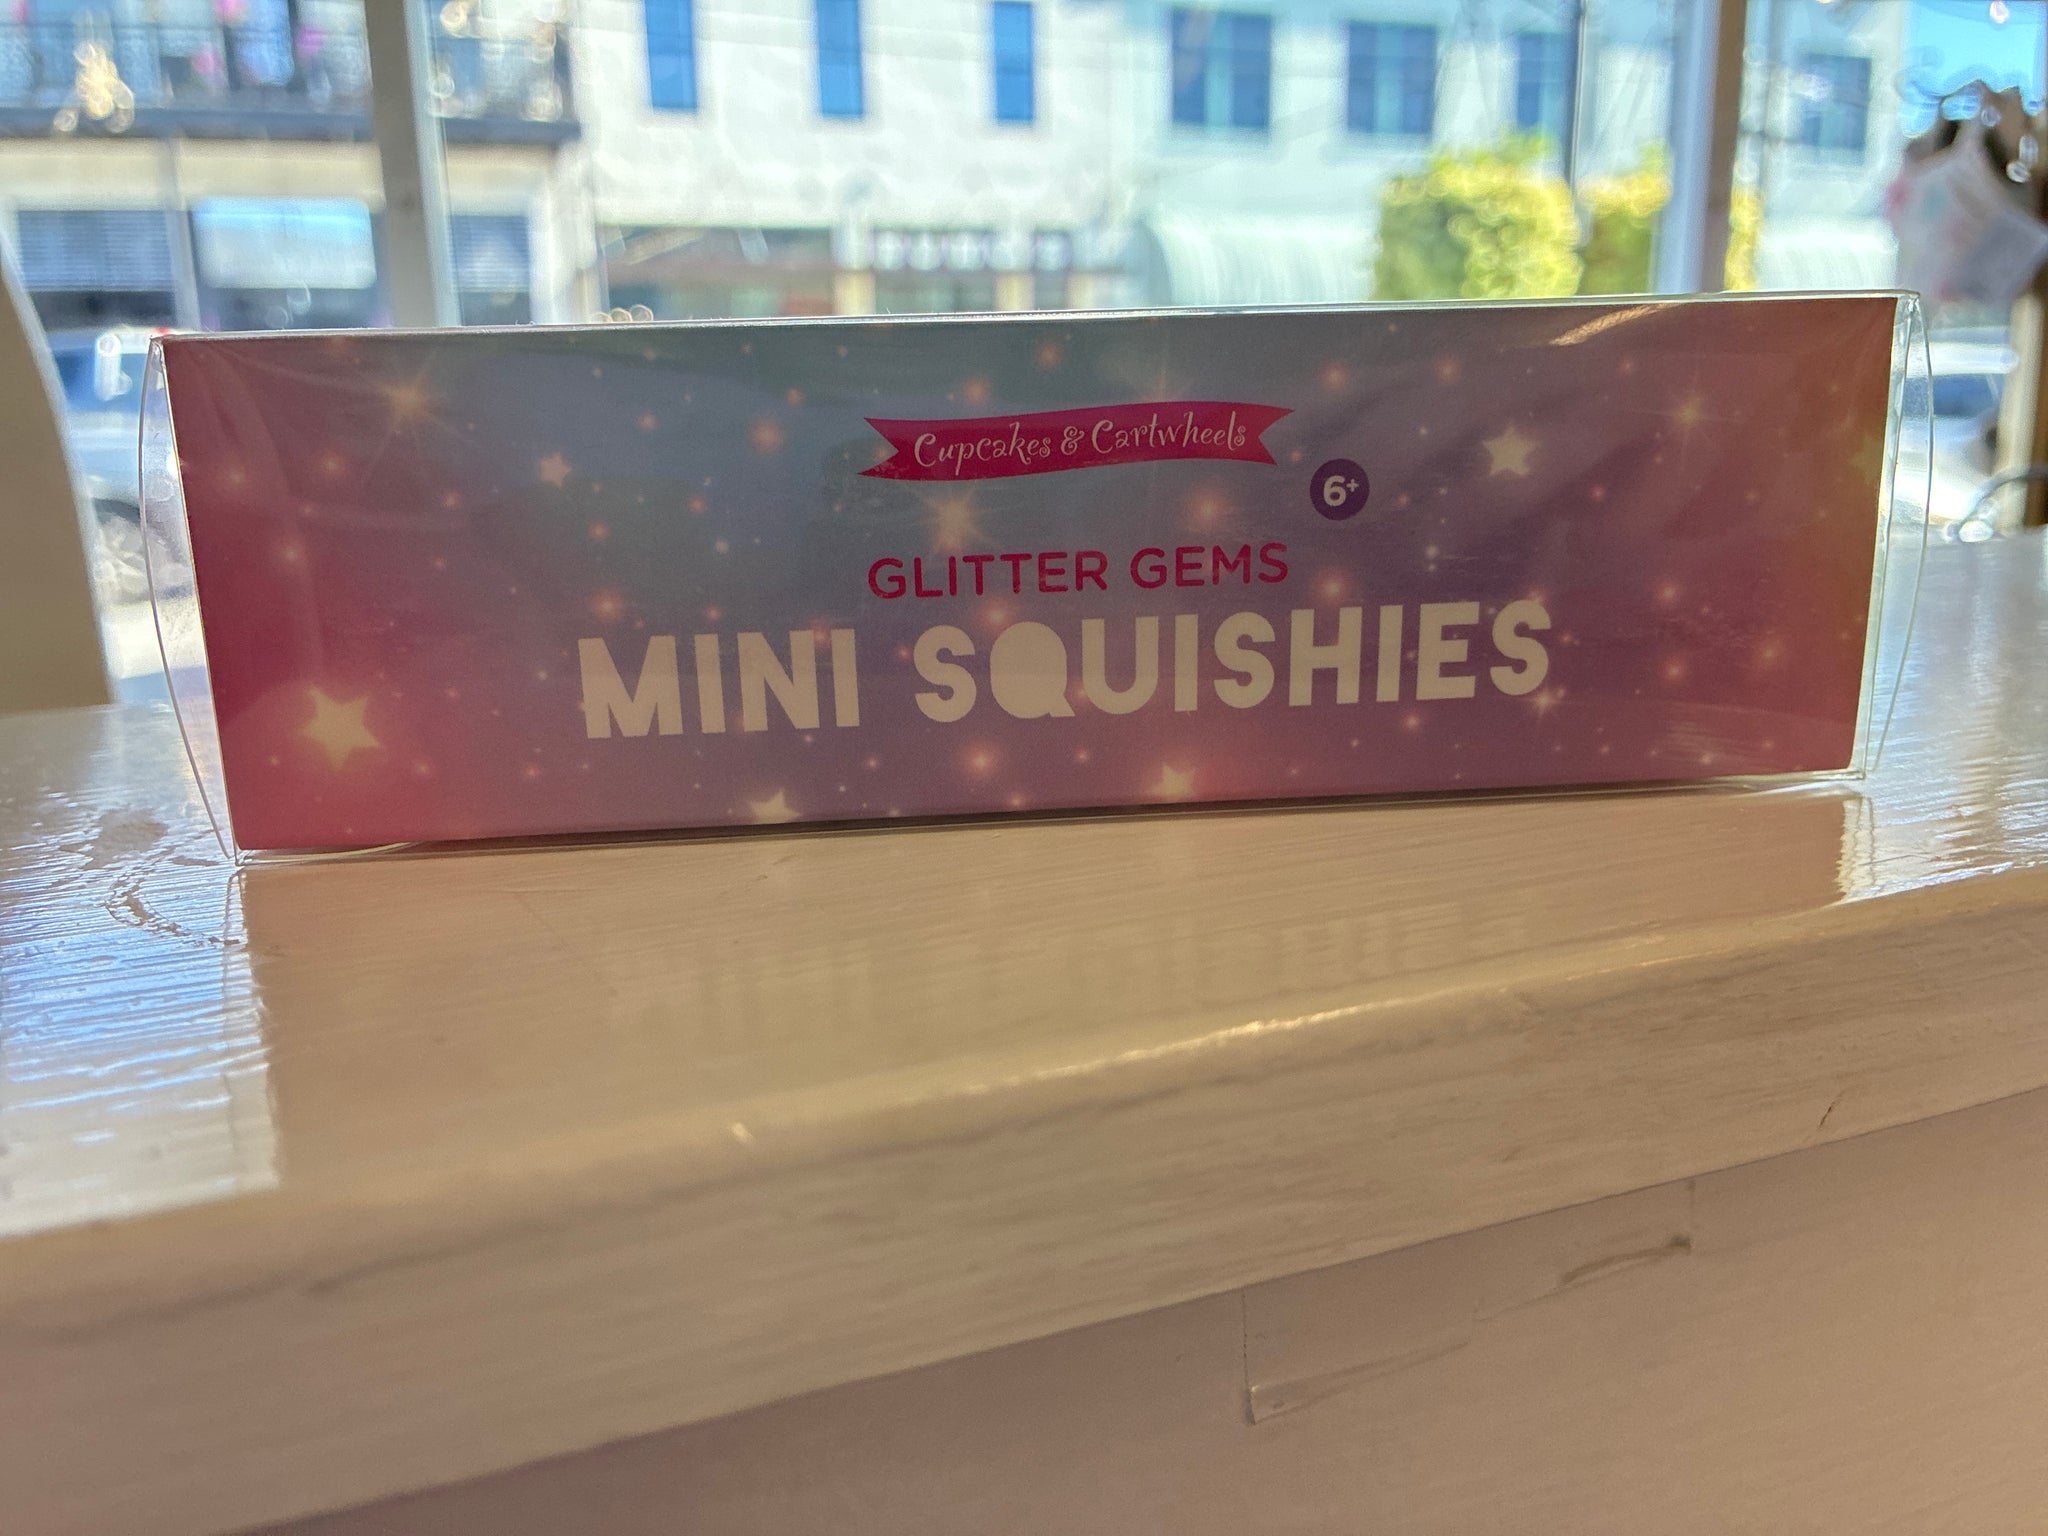 Cupcakes & Cartwheels
6+
GLITTER GEMS
MINI SQUISHIES